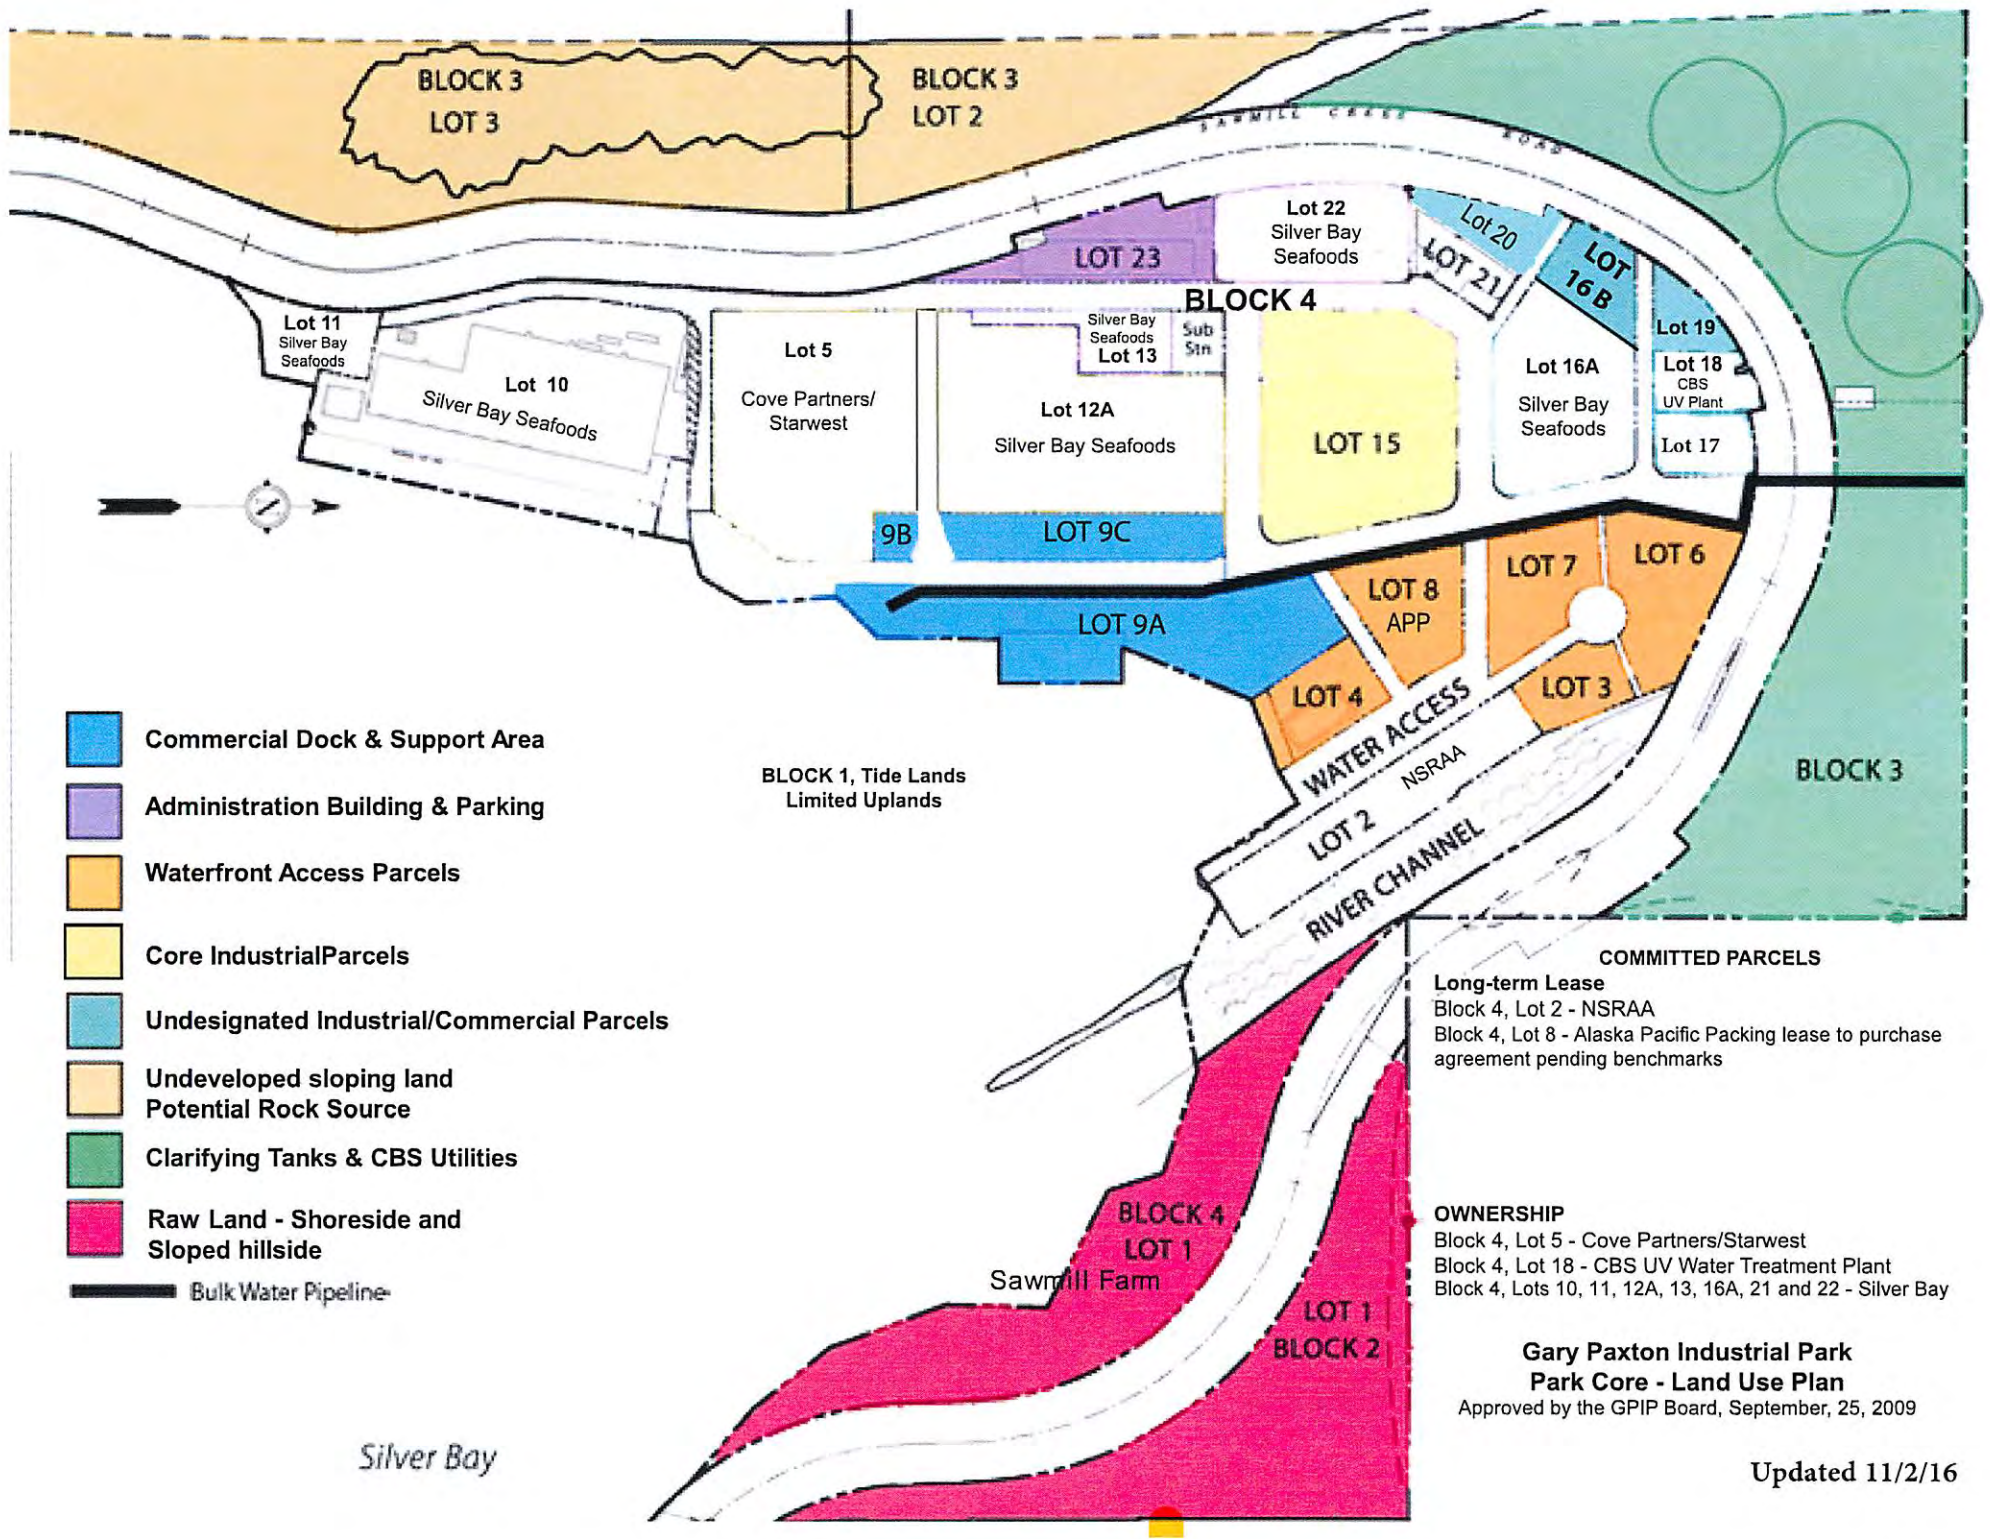 BLOCK 3
LOT 3
BLOCK 3
LOT 2
SAWMILL CREEK ROAD
LOT 23
Lot 22
Silver Bay
Seafoods
Lot 20
LOT 21
LOT
16 B
Lot 19
Lot 18
CBS
UV Plant
Lot 17
BLOCK 4
Lot 11
Silver Bay
Seafoods
Lot 10
Silver Bay Seafoods
Lot 5
Cove Partners/
Starwest
Silver Bay
Seafoods
Lot 13
Sub
Stn
Lot 12A
Silver Bay Seafoods
LOT 15
Lot 16A
Silver Bay
Seafoods
9B
LOT 9C
LOT 9A
LOT 8
APP
LOT 7
LOT 6
LOT 4
LOT 3
WATER ACCESS
NSRAA
LOT 2
RIVER CHANNEL
BLOCK 3
BLOCK 1, Tide Lands
Limited Uplands
Commercial Dock & Support Area
Administration Building & Parking
Waterfront Access Parcels
Core IndustrialParcels
Undesignated Industrial/Commercial Parcels
Undeveloped sloping land
Potential Rock Source
Clarifying Tanks & CBS Utilities
Raw Land - Shoreside and
Sloped hillside
Bulk Water Pipeline
BLOCK 4
LOT 1
Sawmill Farm
LOT 1
BLOCK 2
Silver Bay
COMMITTED PARCELS
Long-term Lease
Block 4, Lot 2 - NSRAA
Block 4, Lot 8 - Alaska Pacific Packing lease to purchase
agreement pending benchmarks
OWNERSHIP
Block 4, Lot 5 - Cove Partners/Starwest
Block 4, Lot 18 - CBS UV Water Treatment Plant
Block 4, Lots 10, 11, 12A, 13, 16A, 21 and 22 - Silver Bay
Gary Paxton Industrial Park
Park Core - Land Use Plan
Approved by the GPIP Board, September, 25, 2009
Updated 11/2/16